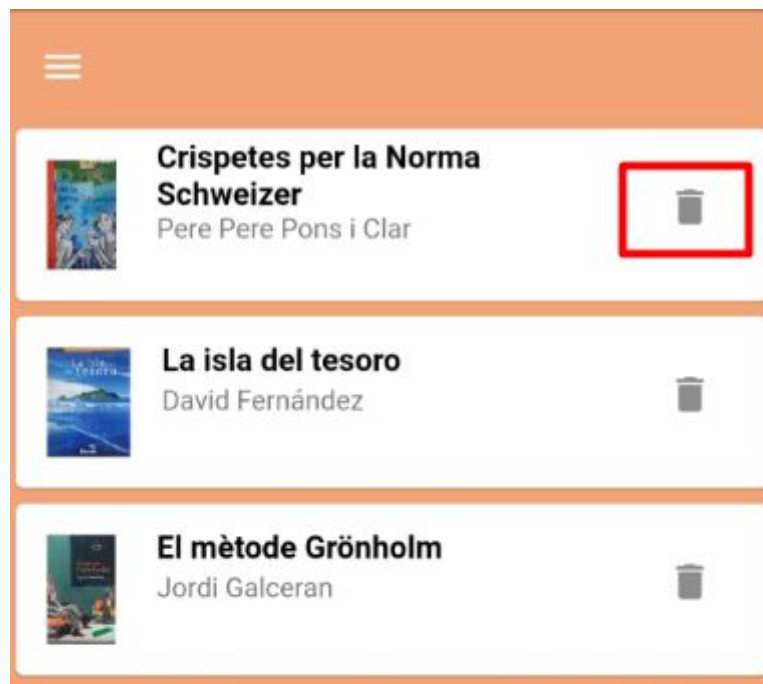 Crispetes per la Norma
Schweizer
Pere Pere Pons i Clar
La isla del tesoro
David Fernández
El mètode Grönholm
Jordi Galceran